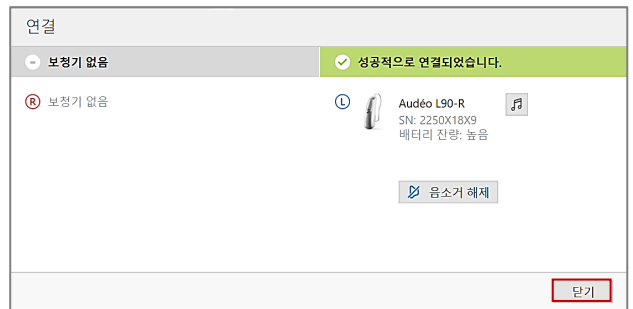 연결
보청기 없음
성공적으로 연결되었습니다.
R 보청기 없음
L Audéo L90-R
SN: 2250X18X9
배터리 잔량: 높음
음소거 해제
닫기